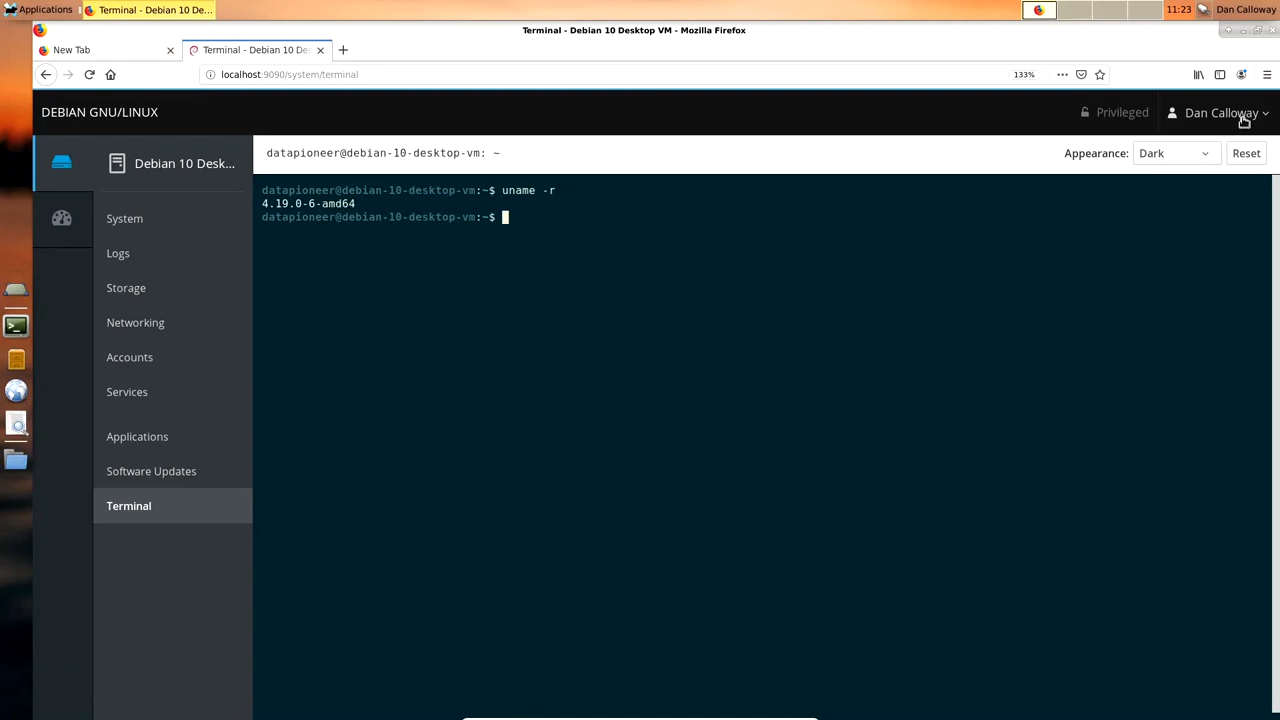 Applications
Terminal - Debian 10 De...
11:23
Dan Calloway
Terminal - Debian 10 Desktop VM - Mozilla Firefox
New Tab
Terminal - Debian 10 Des
localhost:9090/system/terminal
133%
DEBIAN GNU/LINUX
Privileged
Dan Calloway
Debian 10 Desk...
datapioneer@debian-10-desktop-vm: ~
Appearance:
Dark
Reset
System
Logs
Storage
Networking
Accounts
Services
Applications
Software Updates
Terminal
datapioneer@debian-10-desktop-vm:~$ uname -r
4.19.0-6-amd64
datapioneer@debian-10-desktop-vm:~$